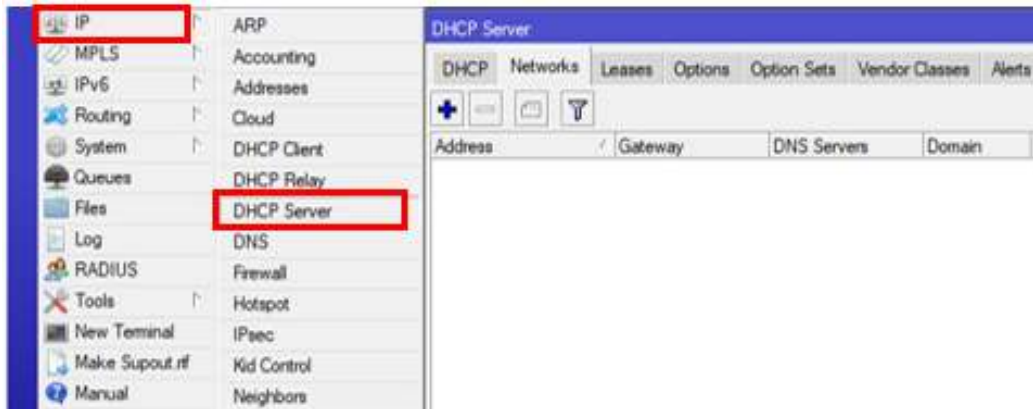 IP
MPLS
IPv6
Routing
System
Queues
Files
Log
RADIUS
Tools
New Terminal
Make Supout.rif
Manual
ARP
Accounting
Addresses
Cloud
DHCP Client
DHCP Relay
DHCP Server
DNS
Firewall
Hotspot
IPsec
Kid Control
Neighbors
DHCP Server
DHCP Networks Leases Options Option Sets Vendor Classes Alerts
Address Gateway DNS Servers Domain